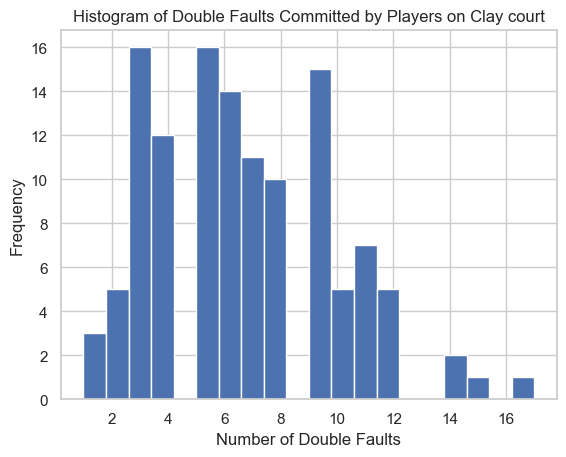 Histogram of Double Faults Committed by Players on Clay court
16
14
12
10
8
6
4
2
0
Frequency
2 4 6 8 10 12 14 16
Number of Double Faults